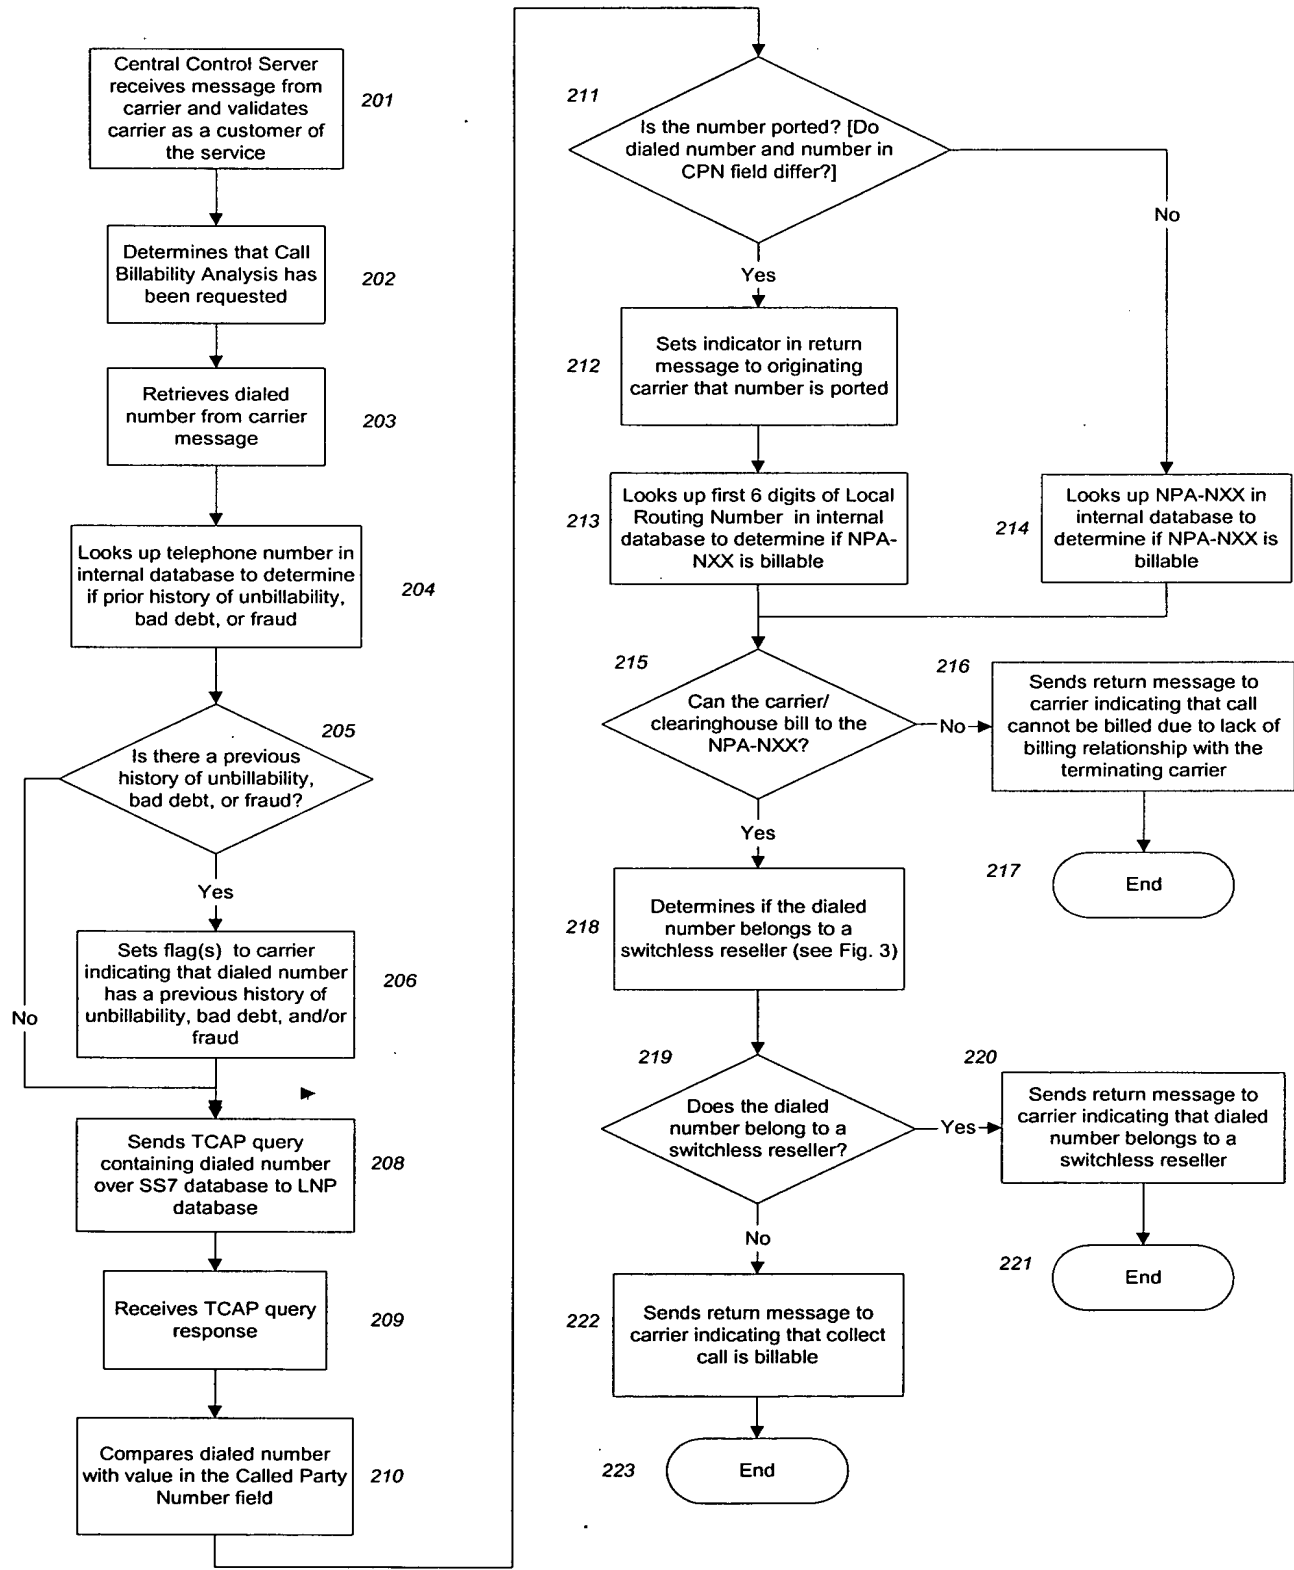 Central Control Server
receives message from
carrier and validates
carrier as a customer of
the service
201
Determines that Call
Billability Analysis has
been requested
202
Retrieves dialed
number from carrier
message
203
Looks up telephone number in
internal database to determine
if prior history of unbillability,
bad debt, or fraud
204
205
Is there a previous
history of unbillability,
bad debt, or fraud?
Yes
No
Sets flag(s) to carrier
indicating that dialed number
has a previous history of
unbillability, bad debt, and/or
fraud
206
Sends TCAP query
containing dialed number
over SS7 database to LNP
database
208
Receives TCAP query
response
209
Compares dialed number
with value in the Called Party
Number field
210
211
Is the number ported? [Do
dialed number and number in
CPN field differ?]
No
Yes
212
Sets indicator in return
message to originating
carrier that number is ported
213
Looks up first 6 digits of Local
Routing Number in internal
database to determine if NPA-
NXX is billable
214
Looks up NPA-NXX in
internal database to
determine if NPA-NXX is
billable
215
Can the carrier/
clearinghouse bill to the
NPA-NXX?
No
216
Sends return message to
carrier indicating that call
cannot be billed due to lack of
billing relationship with the
terminating carrier
217
End
Yes
218
Determines if the dialed
number belongs to a
switchless reseller (see Fig. 3)
219
Does the dialed
number belong to a
switchless reseller?
Yes
220
Sends return message to
carrier indicating that dialed
number belongs to a
switchless reseller
221
End
No
222
Sends return message to
carrier indicating that collect
call is billable
223
End